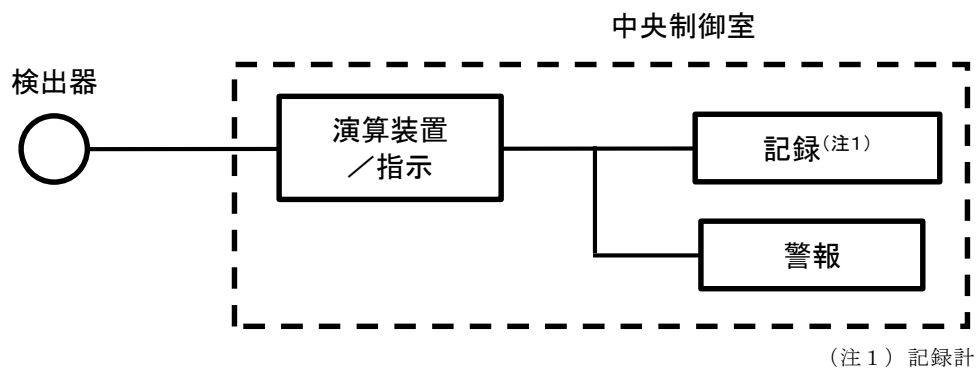 中央制御室
検出器
演算装置
／指示
記録(注1)
警報
(注１) 記録計